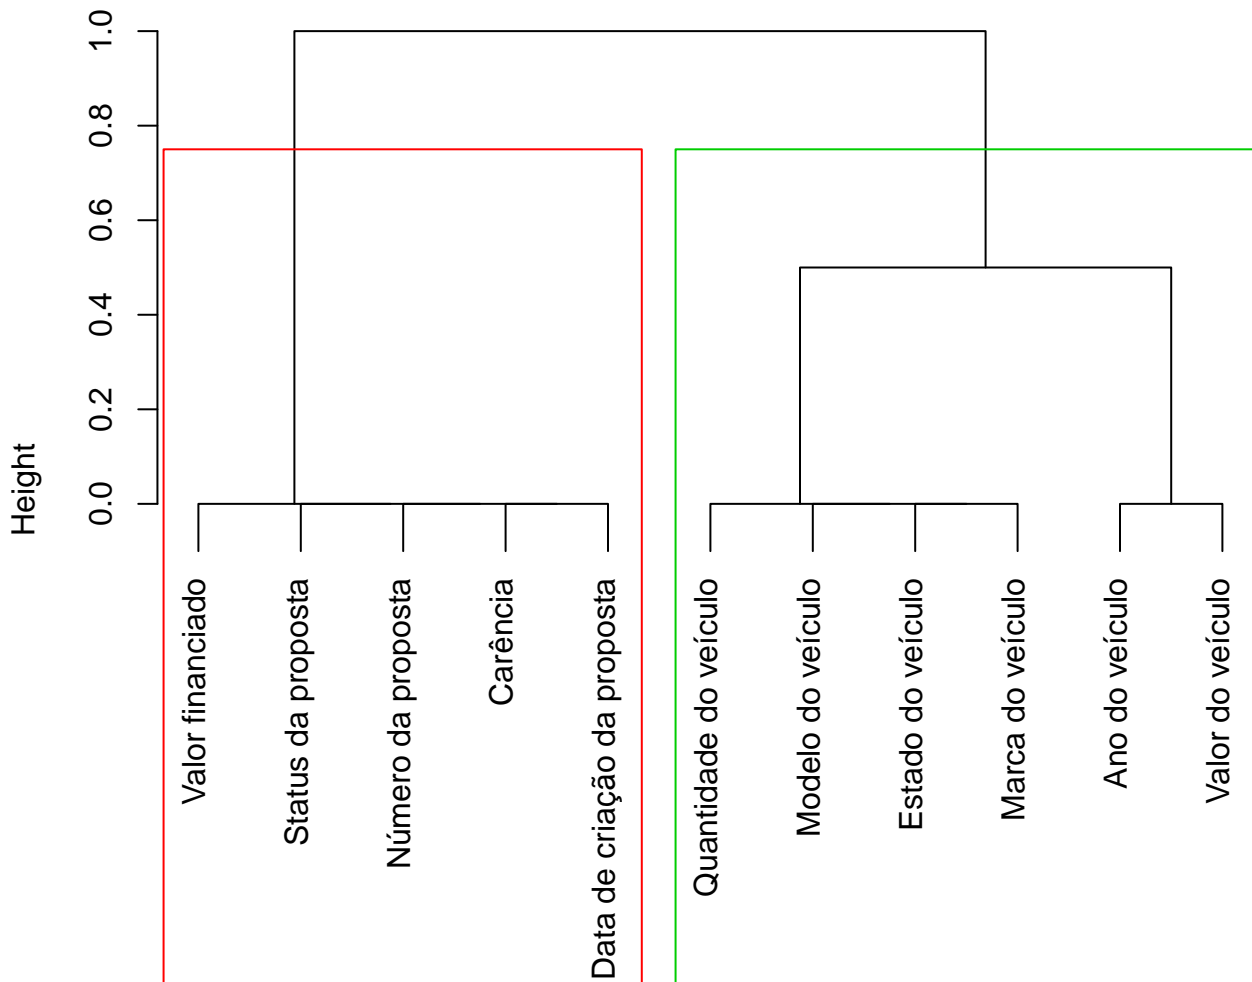 1.0
0.8
0.6
0.4
0.2
0.0
Height
Valor financiado
Status da proposta
Número da proposta
Carência
Data de criação da proposta
Quantidade do veículo
Modelo do veículo
Estado do veículo
Marca do veículo
Ano do veículo
Valor do veículo